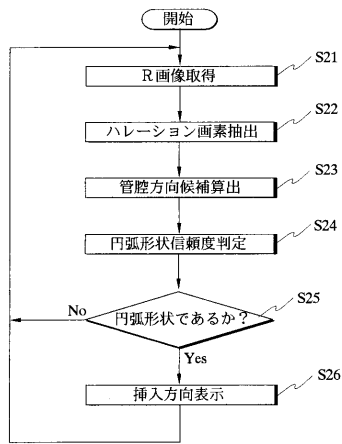 開始
R画像取得
S21
ハレーション画素抽出
S22
管腔方向候補算出
S23
円弧形状信頼度判定
S24
円弧形状であるか？
S25
No
Yes
挿入方向表示
S26